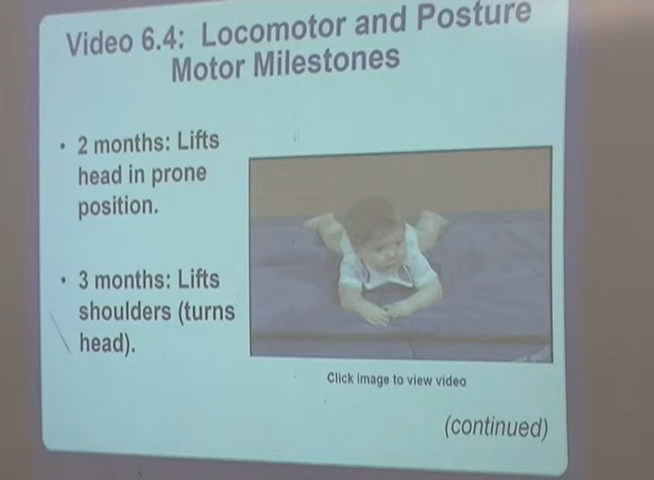 Video 6.4: Locomotor and Posture
Motor Milestones
• 2 months: Lifts
head in prone
position.
• 3 months: Lifts
shoulders (turns
head).
Click image to view video
(continued)